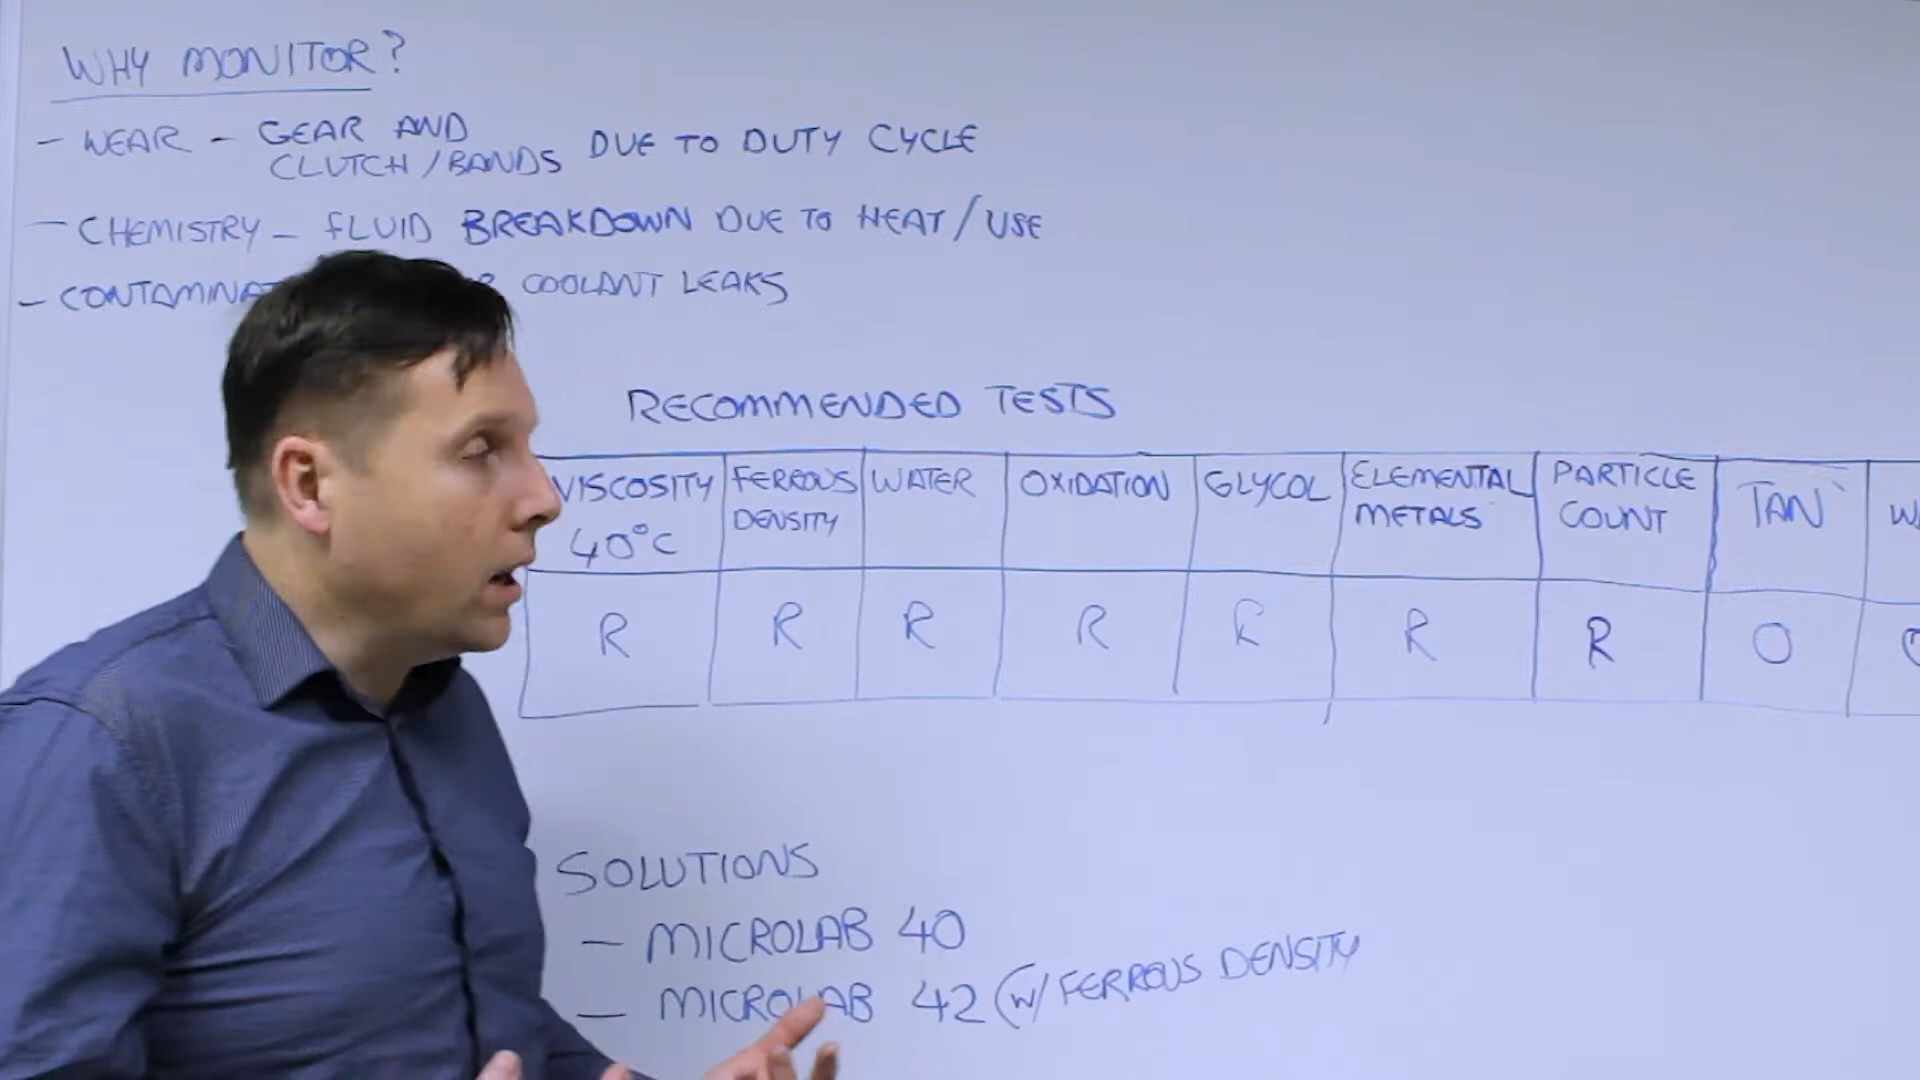 WHY MONITOR?
- WEAR - GEAR AND
CLUTCH/BANDS DUE TO DUTY CYCLE
- CHEMISTRY - FLUID BREAKDOWN DUE TO HEAT/USE
- COOLANT LEAKS
RECOMMENDED TESTS
VISCOSITY 40°C FERROUS DENSITY WATER OXIDATION GLYCOL ELEMENTAL METALS PARTICLE COUNT TAN
R R R R R R R O
SOLUTIONS
- MICROLAB 40
- MICROLAB 42 (W/ FERROUS DENSITY